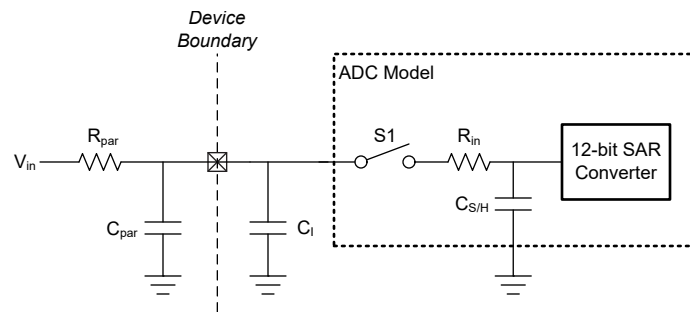 Device
Boundary
ADC Model
R_par
S1
R_in
V_in
12-bit SAR
Converter
C_par
C_I
C_S/H